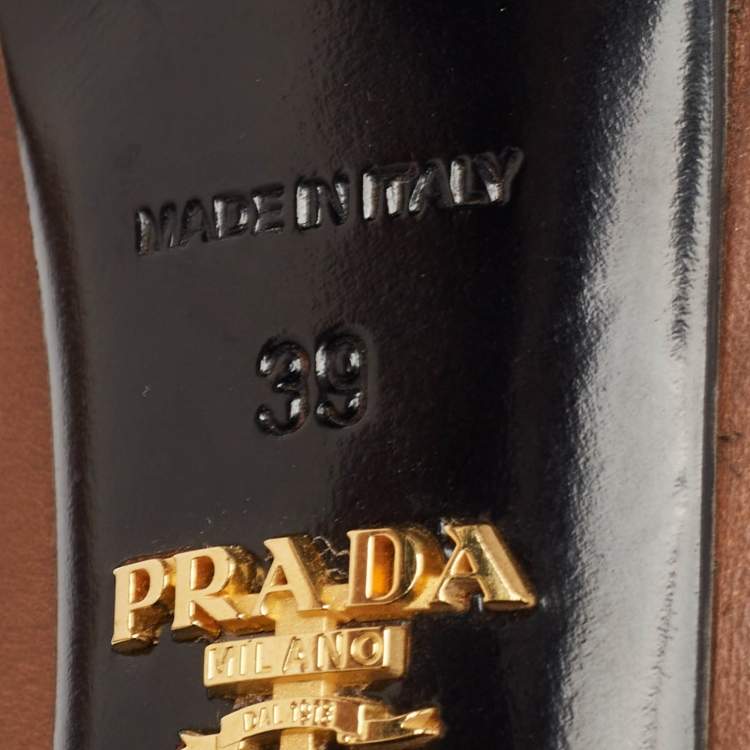 MADE IN ITALY
39
PRADA
MILANO
DAL 1913